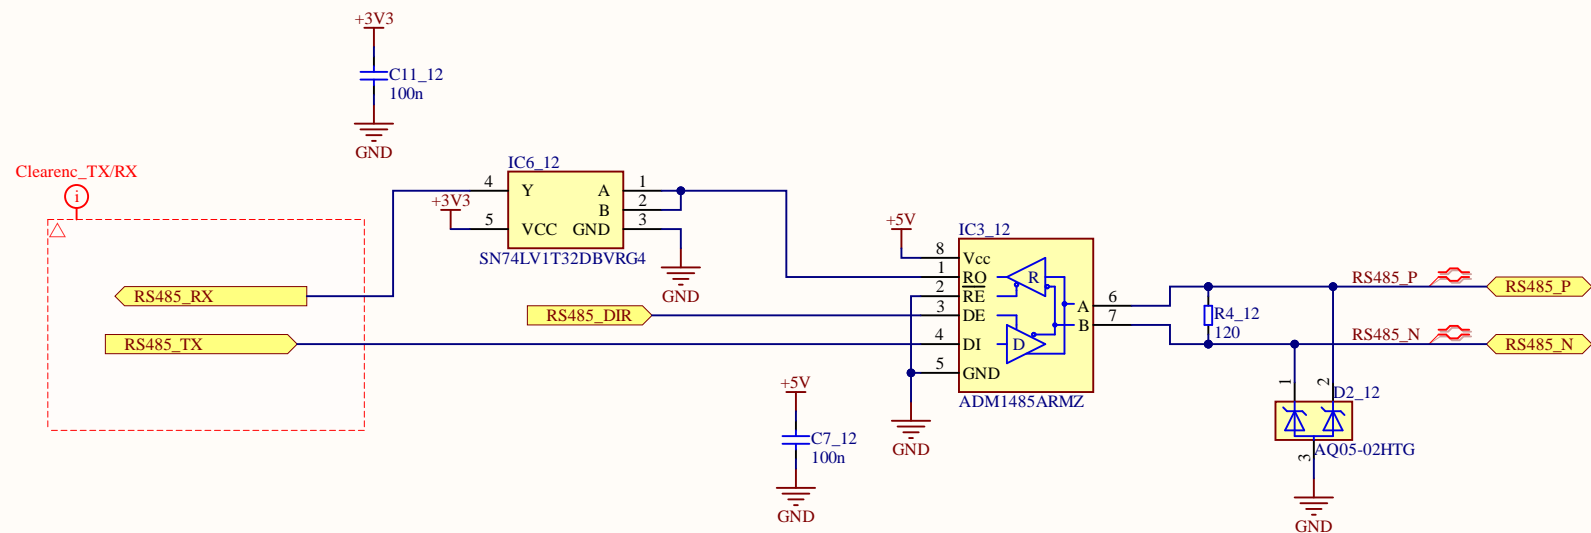 +3V3
C11_12
100n
GND
Clearenc_TX/RX
i
IC6_12
4 Y A 1
B 2
+3V3
5 VCC GND 3
SN74LV1T32DBVRG4
GND
RS485_RX
RS485_TX
RS485_DIR
+5V
IC3_12
8 Vcc
1 RO R
2 RE
3 DE
4 DI D
5 GND
A 6
B 7
ADM1485ARMZ
GND
+5V
C7_12
100n
GND
R4_12
120
RS485_P
RS485_P
RS485_N
RS485_N
1 2
D2_12
AQ05-02HTG
3
GND